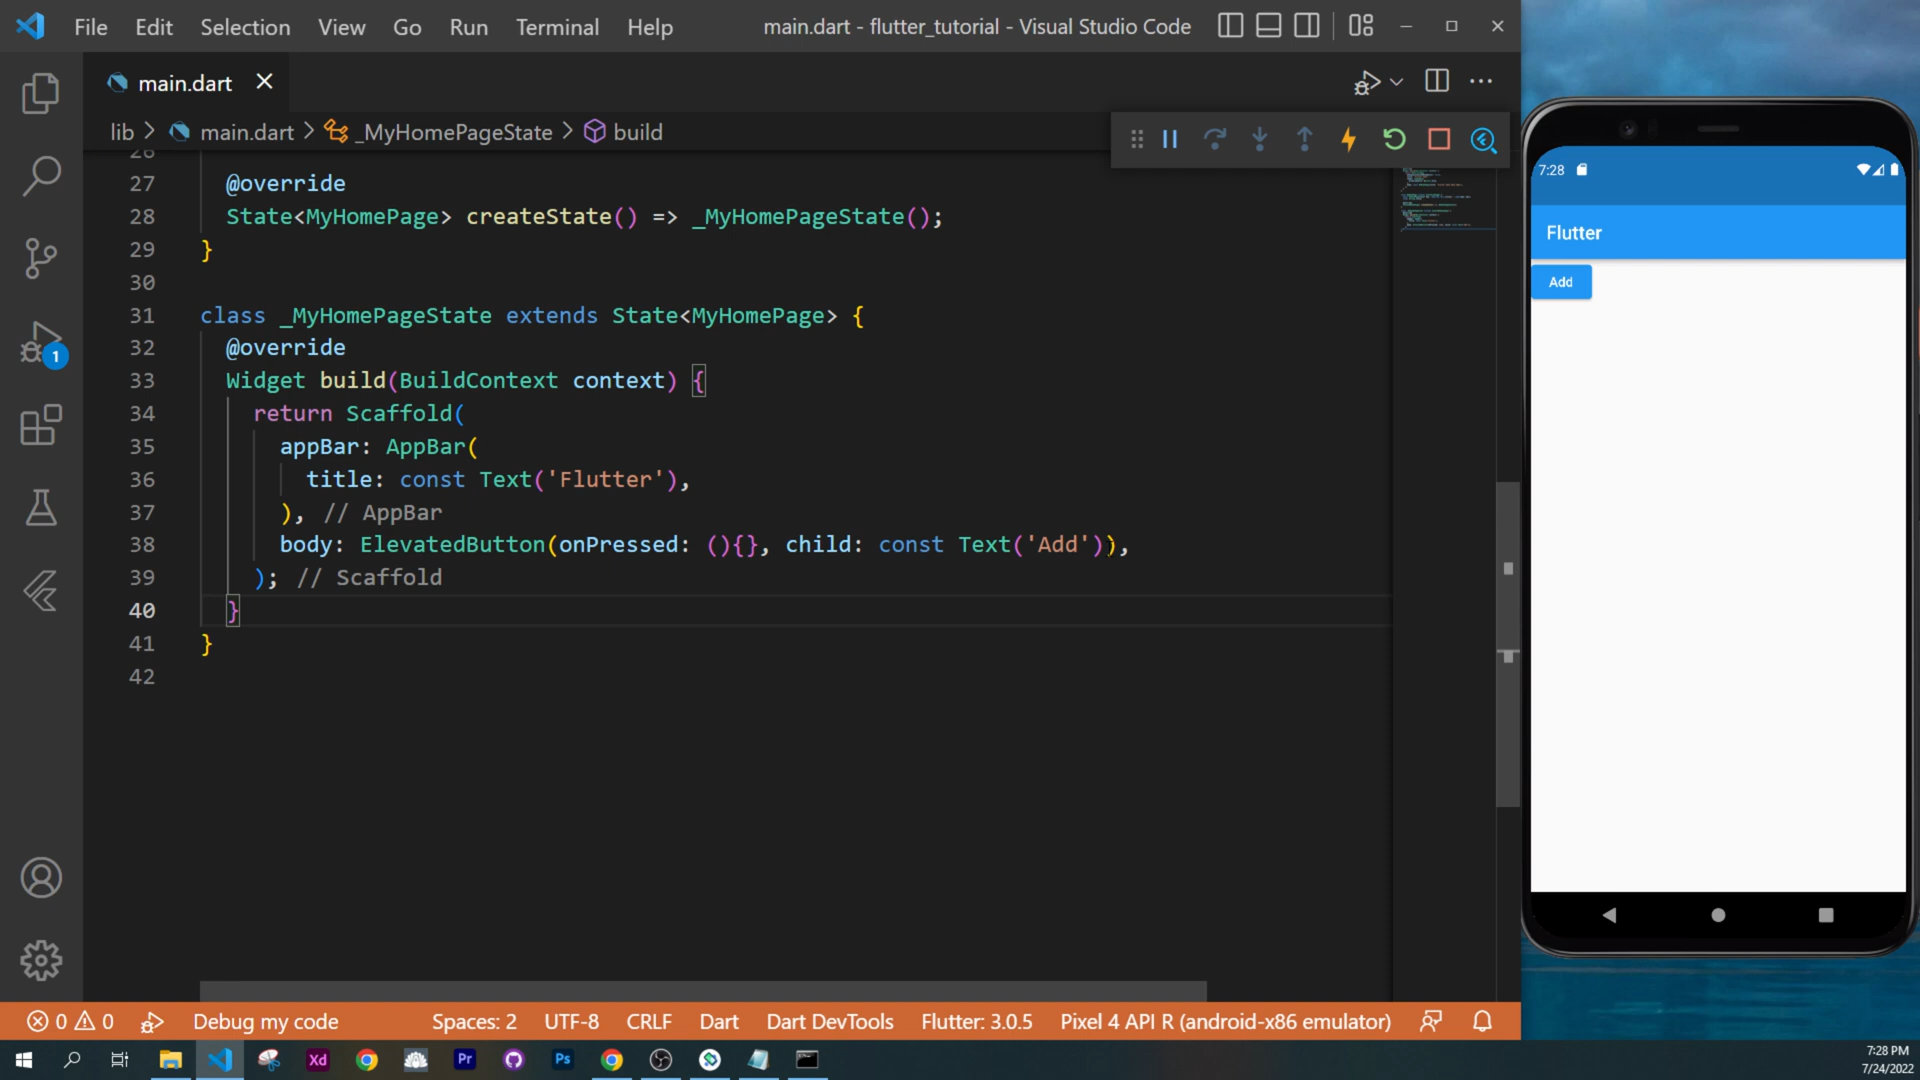 File Edit Selection View Go Run Terminal Help main.dart - flutter_tutorial - Visual Studio Code
main.dart
lib > main.dart > _MyHomePageState > build
26
27 @override
28 State<MyHomePage> createState() => _MyHomePageState();
29 }
30
31 class _MyHomePageState extends State<MyHomePage> {
32 @override
33 Widget build(BuildContext context) {
34 return Scaffold(
35 appBar: AppBar(
36 title: const Text('Flutter'),
37 ), // AppBar
38 body: ElevatedButton(onPressed: (){}, child: const Text('Add')),
39 ); // Scaffold
40 }
41 }
42
1
7:28
Flutter
Add
0 0 Debug my code Spaces: 2 UTF-8 CRLF Dart Dart DevTools Flutter: 3.0.5 Pixel 4 API R (android-x86 emulator)
Xd Pr Ps
7:28 PM
7/24/2022